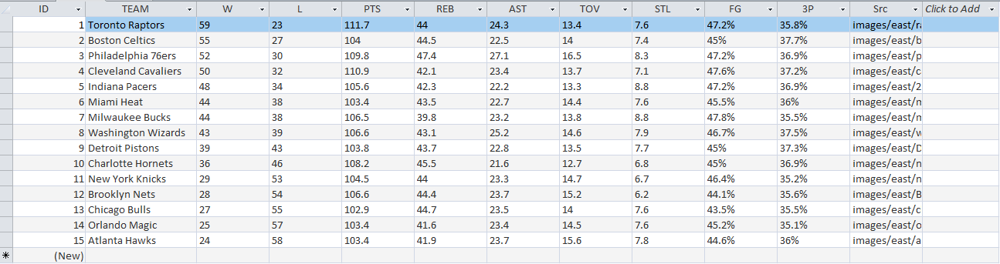 ID TEAM W L PTS REB AST TOV STL FG 3P Src Click to Add
1 Toronto Raptors 59 23 111.7 44 24.3 13.4 7.6 47.2% 35.8% images/east/ra
2 Boston Celtics 55 27 104 44.5 22.5 14 7.4 45% 37.7% images/east/b
3 Philadelphia 76ers 52 30 109.8 47.4 27.1 16.5 8.3 47.2% 36.9% images/east/p
4 Cleveland Cavaliers 50 32 110.9 42.1 23.4 13.7 7.1 47.6% 37.2% images/east/c
5 Indiana Pacers 48 34 105.6 42.3 22.2 13.3 8.8 47.2% 36.9% images/east/2
6 Miami Heat 44 38 103.4 43.5 22.7 14.4 7.6 45.5% 36% images/east/m
7 Milwaukee Bucks 44 38 106.5 39.8 23.2 13.8 8.8 47.8% 35.5% images/east/m
8 Washington Wizards 43 39 106.6 43.1 25.2 14.6 7.9 46.7% 37.5% images/east/w
9 Detroit Pistons 39 43 103.8 43.7 22.8 13.5 7.7 45% 37.3% images/east/D
10 Charlotte Hornets 36 46 108.2 45.5 21.6 12.7 6.8 45% 36.9% images/east/n
11 New York Knicks 29 53 104.5 44 23.3 14.7 6.7 46.4% 35.2% images/east/n
12 Brooklyn Nets 28 54 106.6 44.4 23.7 15.2 6.2 44.1% 35.6% images/east/B
13 Chicago Bulls 27 55 102.9 44.7 23.5 14 7.6 43.5% 35.5% images/east/c
14 Orlando Magic 25 57 103.4 41.6 23.4 14.5 7.6 45.2% 35.1% images/east/o
15 Atlanta Hawks 24 58 103.4 41.9 23.7 15.6 7.8 44.6% 36% images/east/a
(New)